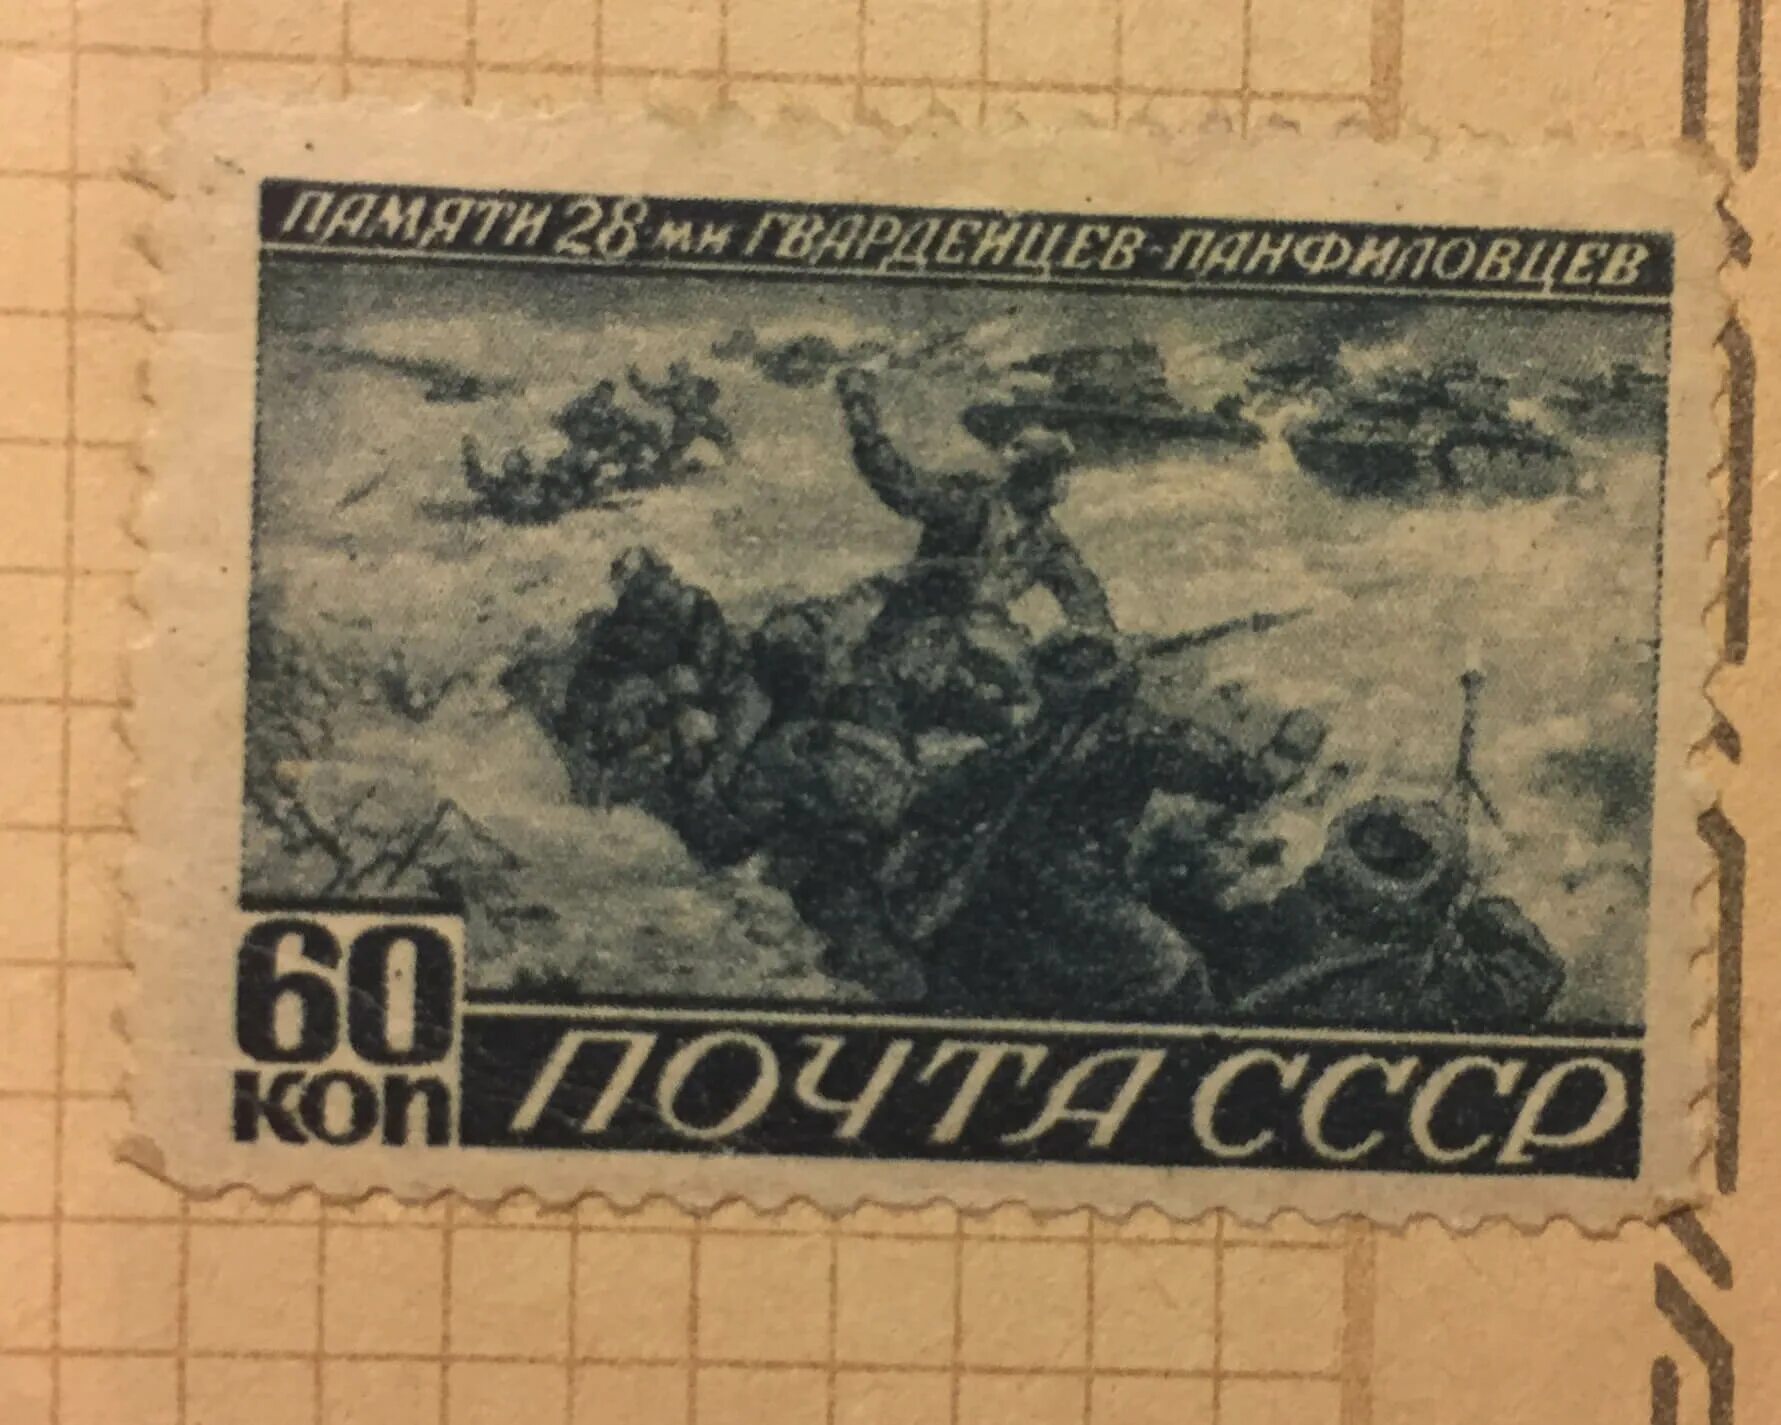 ПАМЯТИ 28-МИ ГВАРДЕЙЦЕВ-ПАНФИЛОВЦЕВ
60
коп
ПОЧТА СССР